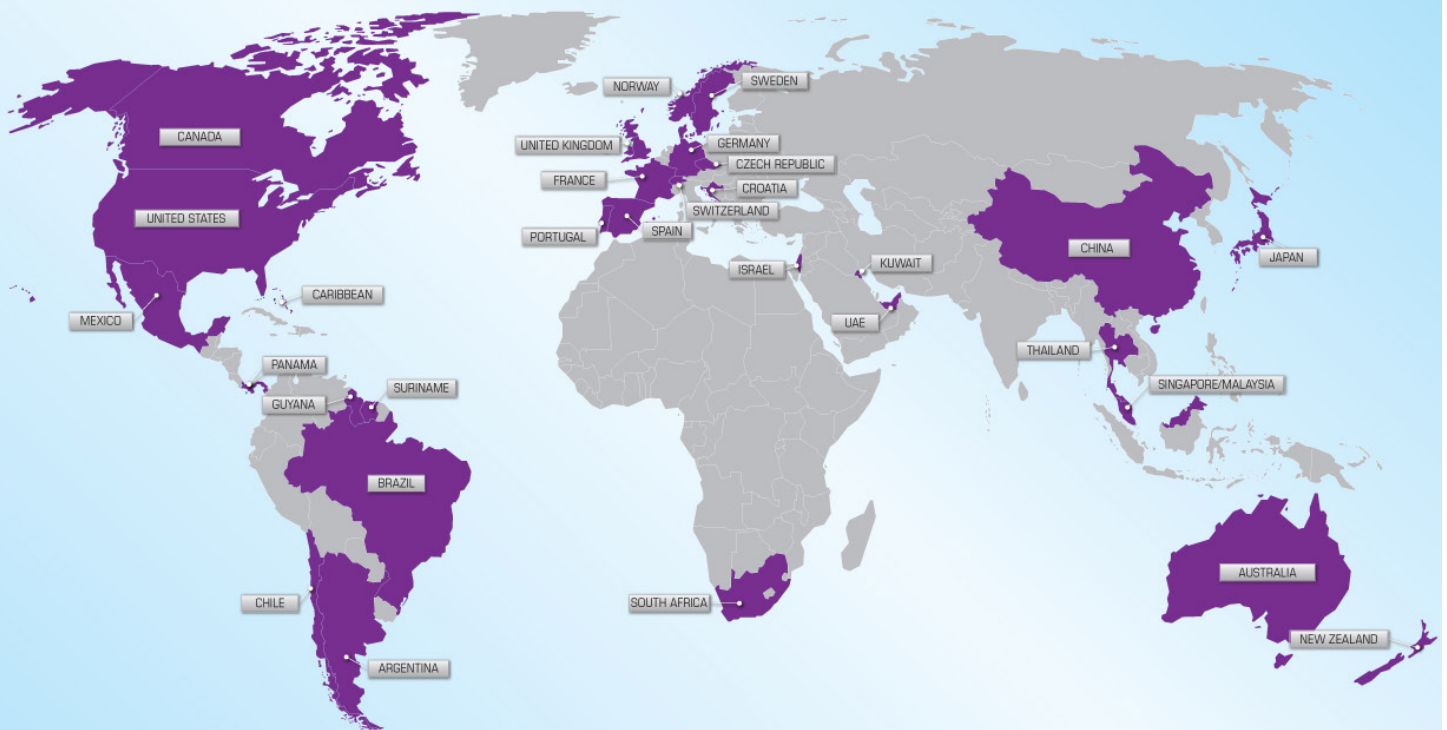 NORWAY
SWEDEN
CANADA
UNITED KINGDOM
GERMANY
CZECH REPUBLIC
FRANCE
CROATIA
UNITED STATES
SWITZERLAND
PORTUGAL
SPAIN
CHINA
JAPAN
ISRAEL
KUWAIT
CARIBBEAN
MEXICO
UAE
THAILAND
PANAMA
SURINAME
SINGAPORE/MALAYSIA
GUYANA
BRAZIL
AUSTRALIA
CHILE
SOUTH AFRICA
NEW ZEALAND
ARGENTINA